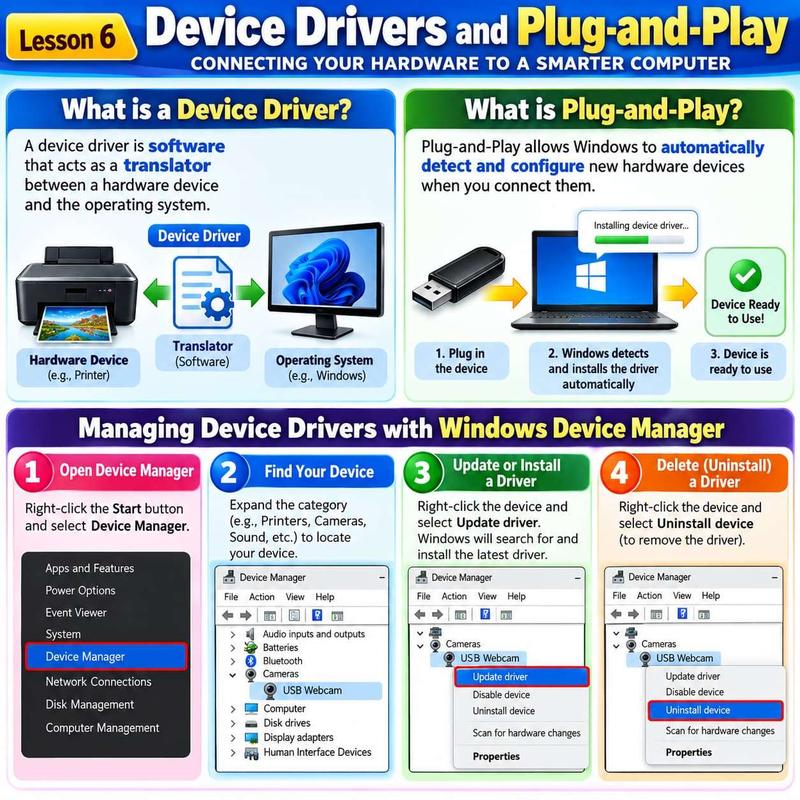 Lesson 6
Device Drivers and Plug-and-Play
CONNECTING YOUR HARDWARE TO A SMARTER COMPUTER
What is a Device Driver?
A device driver is software
that acts as a translator
between a hardware device
and the operating system.
Device Driver
Hardware Device
(e.g., Printer)
Translator
(Software)
Operating System
(e.g., Windows)
What is Plug-and-Play?
Plug-and-Play allows Windows to automatically
detect and configure new hardware devices
when you connect them.
Installing device driver...
Device Ready
to Use!
1. Plug in
the device
2. Windows detects
and installs the driver
automatically
3. Device is
ready to use
Managing Device Drivers with Windows Device Manager
1 Open Device Manager
Right-click the Start button
and select Device Manager.
Apps and Features
Power Options
Event Viewer
System
Device Manager
Network Connections
Disk Management
Computer Management
2 Find Your Device
Expand the category
(e.g., Printers, Cameras,
Sound, etc.) to locate
your device.
Device Manager
File Action View Help
Audio inputs and outputs
Batteries
Bluetooth
Cameras
USB Webcam
Computer
Disk drives
Display adapters
Human Interface Devices
3 Update or Install
a Driver
Right-click the device and
select Update driver.
Windows will search for and
install the latest driver.
Device Manager
File Action View Help
Cameras
USB Webcam
Update driver
Disable device
Uninstall device
Scan for hardware changes
Properties
4 Delete (Uninstall)
a Driver
Right-click the device and
select Uninstall device
(to remove the driver).
Device Manager
File Action View Help
Cameras
USB Webcam
Update driver
Disable device
Uninstall device
Scan for hardware changes
Properties